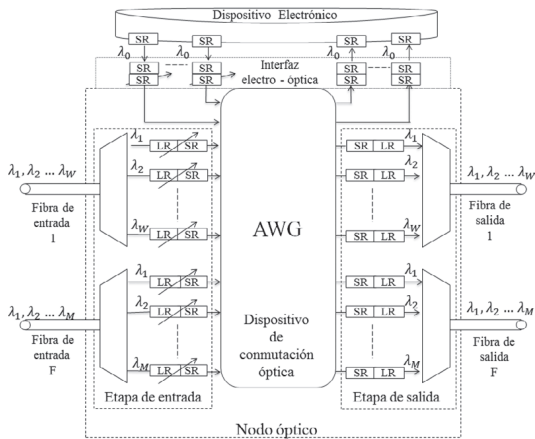 Dispositivo Electrónico
SR SR SR SR
λ0 λ0 λ0 λ0
SR SR SR SR
SR SR SR SR
Interfaz
electro - óptica
λ1 LR SR
λ2 LR SR
λW LR SR
λ1, λ2 ... λW
Fibra de
entrada
1
λ1 LR SR
λ2 LR SR
λM LR SR
λ1, λ2 ... λM
Fibra de
entrada
F
Etapa de entrada
AWG
Dispositivo
de
conmutación
óptica
SR LR λ1
SR LR λ2
SR LR λW
λ1, λ2 ... λW
Fibra de
salida
1
SR LR λ1
SR LR λ2
SR LR λM
λ1, λ2 ... λM
Fibra de
salida
F
Etapa de salida
Nodo óptico